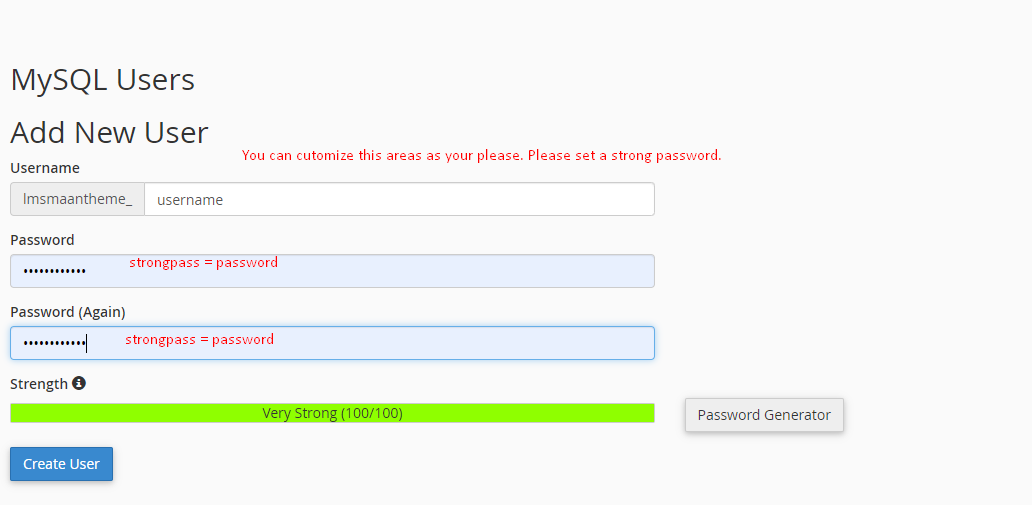 MySQL Users
Add New User
You can cutomize this areas as your please. Please set a strong password.
Username
lmsmaantheme_ username
Password
•••••••••••• strongpass = password
Password (Again)
•••••••••••• strongpass = password
Strength
Very Strong (100/100)
Password Generator
Create User